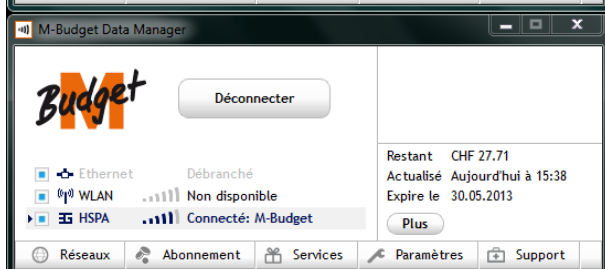 M-Budget Data Manager
M Budget
Déconnecter
Ethernet Débranché
WLAN Non disponible
HSPA Connecté: M-Budget
Restant CHF 27.71
Actualisé Aujourd'hui à 15:38
Expire le 30.05.2013
Plus
Réseaux Abonnement Services Paramètres Support